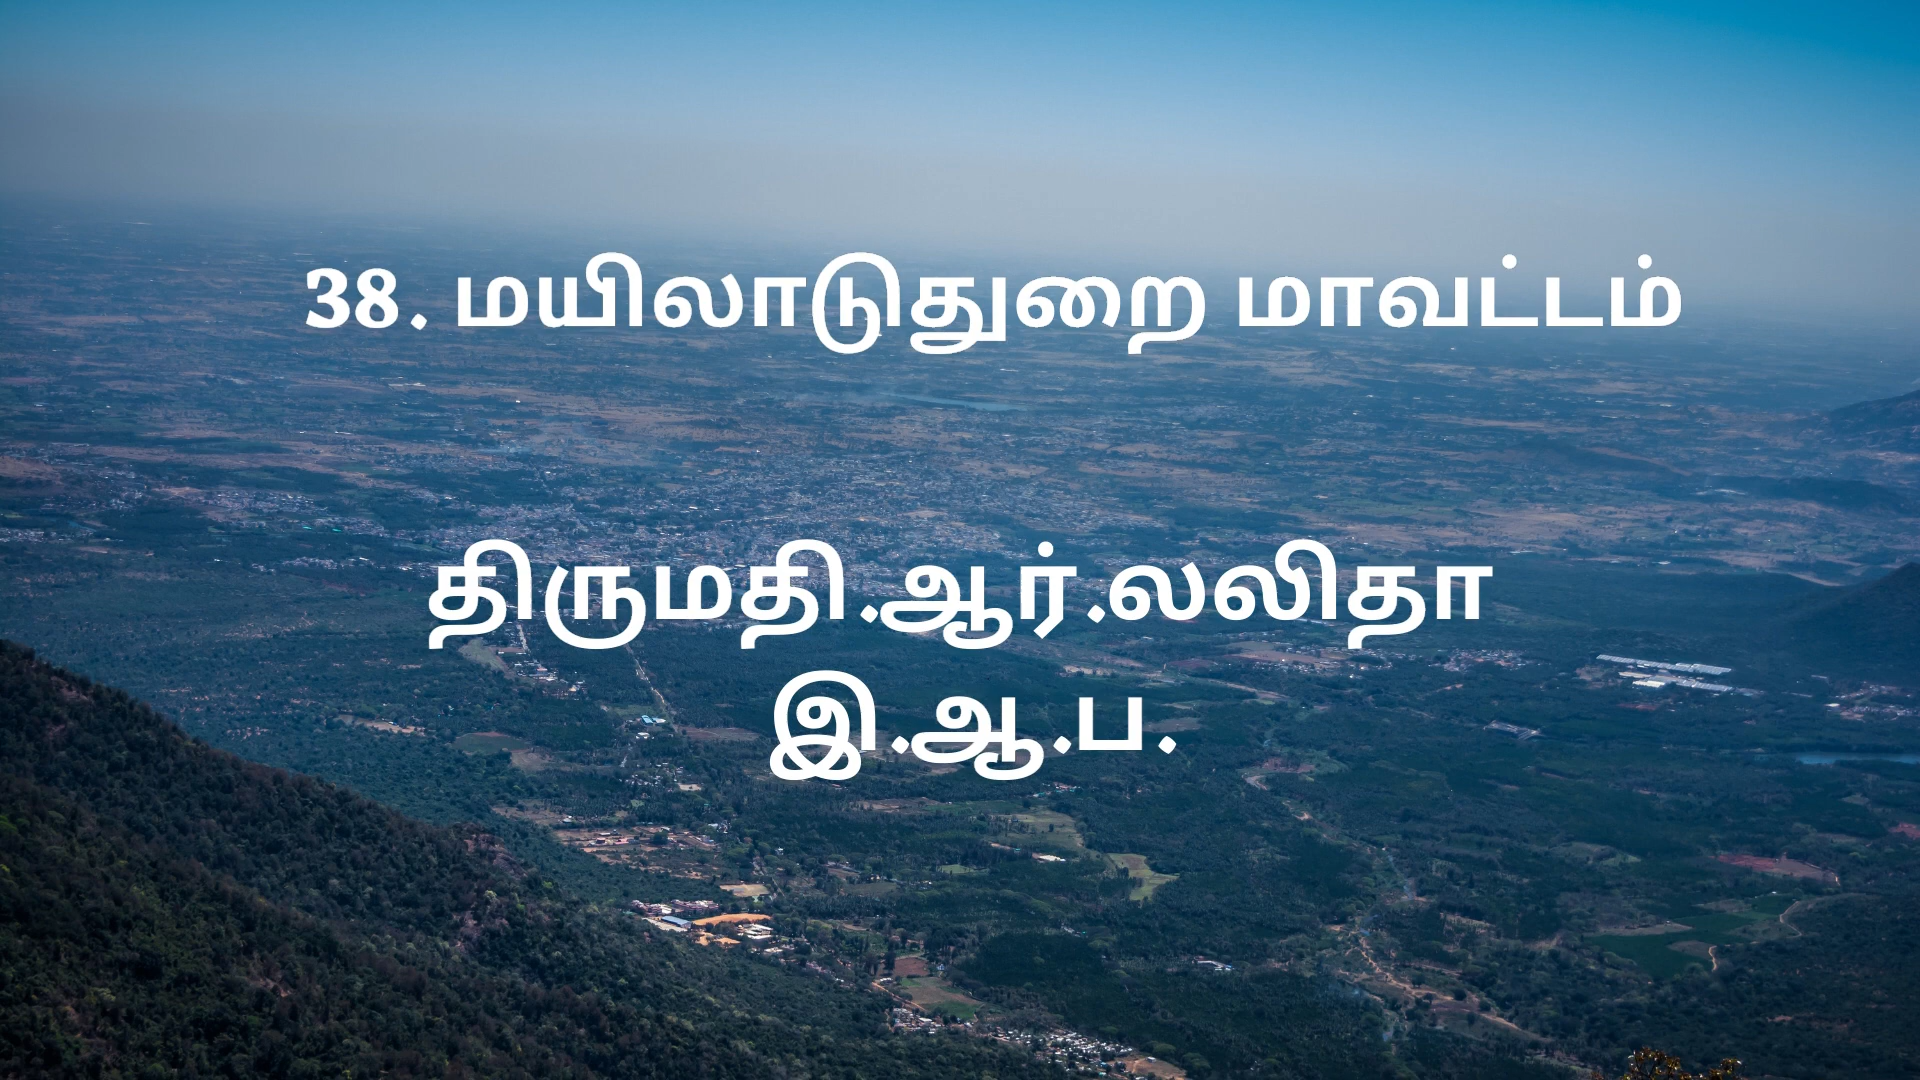 38. மயிலாடுதுறை மாவட்டம்
திருமதி.ஆர்.லலிதா
இ.ஆ.ப.